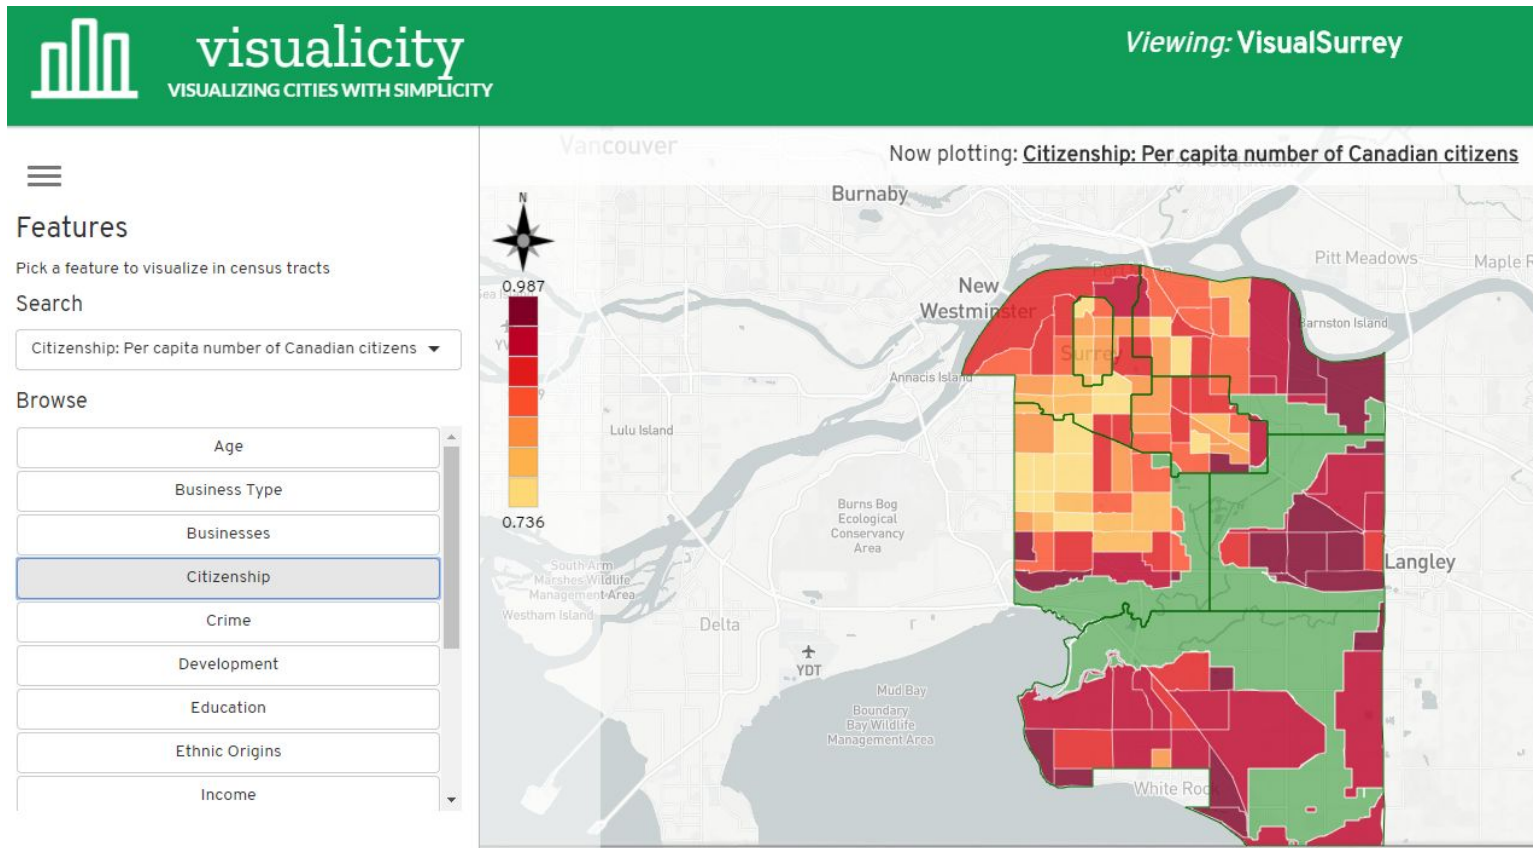 visualicity
VISUALIZING CITIES WITH SIMPLICITY
Viewing: VisualSurrey
Features
Pick a feature to visualize in census tracts
Search
Citizenship: Per capita number of Canadian citizens
Browse
Age
Business Type
Businesses
Citizenship
Crime
Development
Education
Ethnic Origins
Income
Now plotting: Citizenship: Per capita number of Canadian citizens
Vancouver
Burnaby
N
0.987
0.736
New
Westminster
Pitt Meadows
Maple R
Barnston Island
Surrey
Annacis Island
Lulu Island
Burns Bog
Ecological
Conservancy
Area
Langley
South Arm
Marshes Wildlife
Management Area
Westham Island
Delta
YDT
Mud Bay
Boundary
Bay Wildlife
Management Area
White Rock